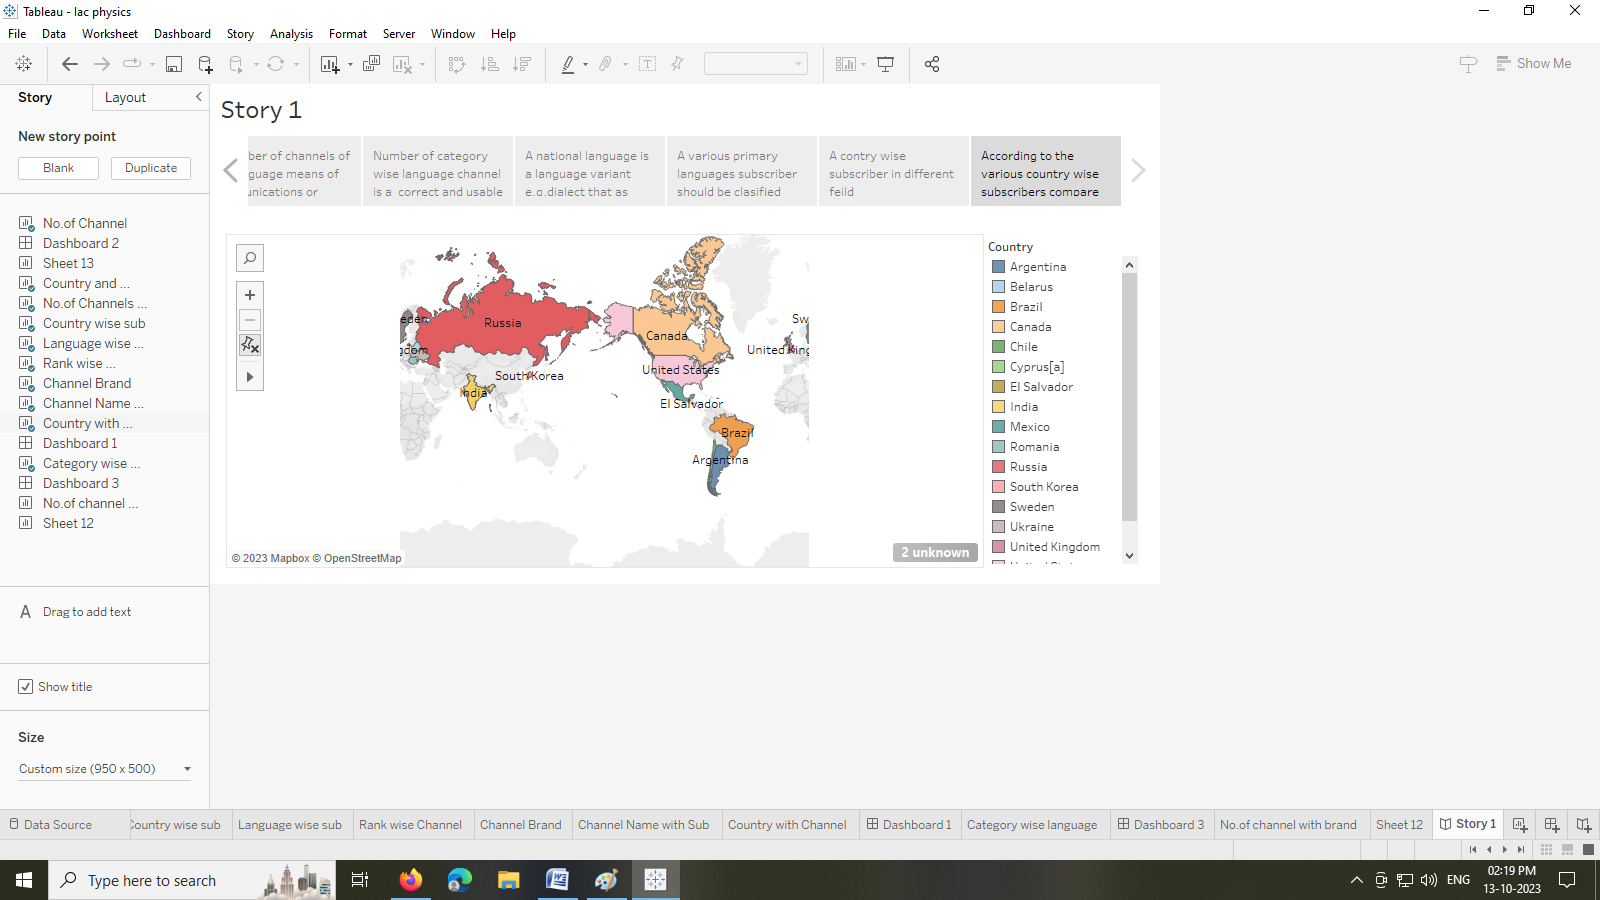 Tableau - lac physics
File Data Worksheet Dashboard Story Analysis Format Server Window Help
Show Me
Story Layout
New story point
Blank Duplicate
No.of Channel
Dashboard 2
Sheet 13
Country and ...
No.of Channels ...
Country wise sub
Language wise ...
Rank wise ...
Channel Brand
Channel Name ...
Country with ...
Dashboard 1
Category wise ...
Dashboard 3
No.of channel ...
Sheet 12
A Drag to add text
Show title
Size
Custom size (950 x 500)
Story 1
ber of channels of
guage means of
unications or
Number of category
wise language channel
is a correct and usable
A national language is
a language variant
e.g.dialect that as
A various primary
languages subscriber
should be clasified
A contry wise
subscriber in different
feild
According to the
various country wise
subscribers compare
eden
Russia
gdom
South Korea
India
Canada
United States
El Salvador
Brazil
Argentina
Sw
United King
© 2023 Mapbox © OpenStreetMap
2 unknown
Country
Argentina
Belarus
Brazil
Canada
Chile
Cyprus[a]
El Salvador
India
Mexico
Romania
Russia
South Korea
Sweden
Ukraine
United Kingdom
Data Source Country wise sub Language wise sub Rank wise Channel Channel Brand Channel Name with Sub Country with Channel Dashboard 1 Category wise language Dashboard 3 No.of channel with brand Sheet 12 Story 1
Type here to search
ENG
02:19 PM
13-10-2023